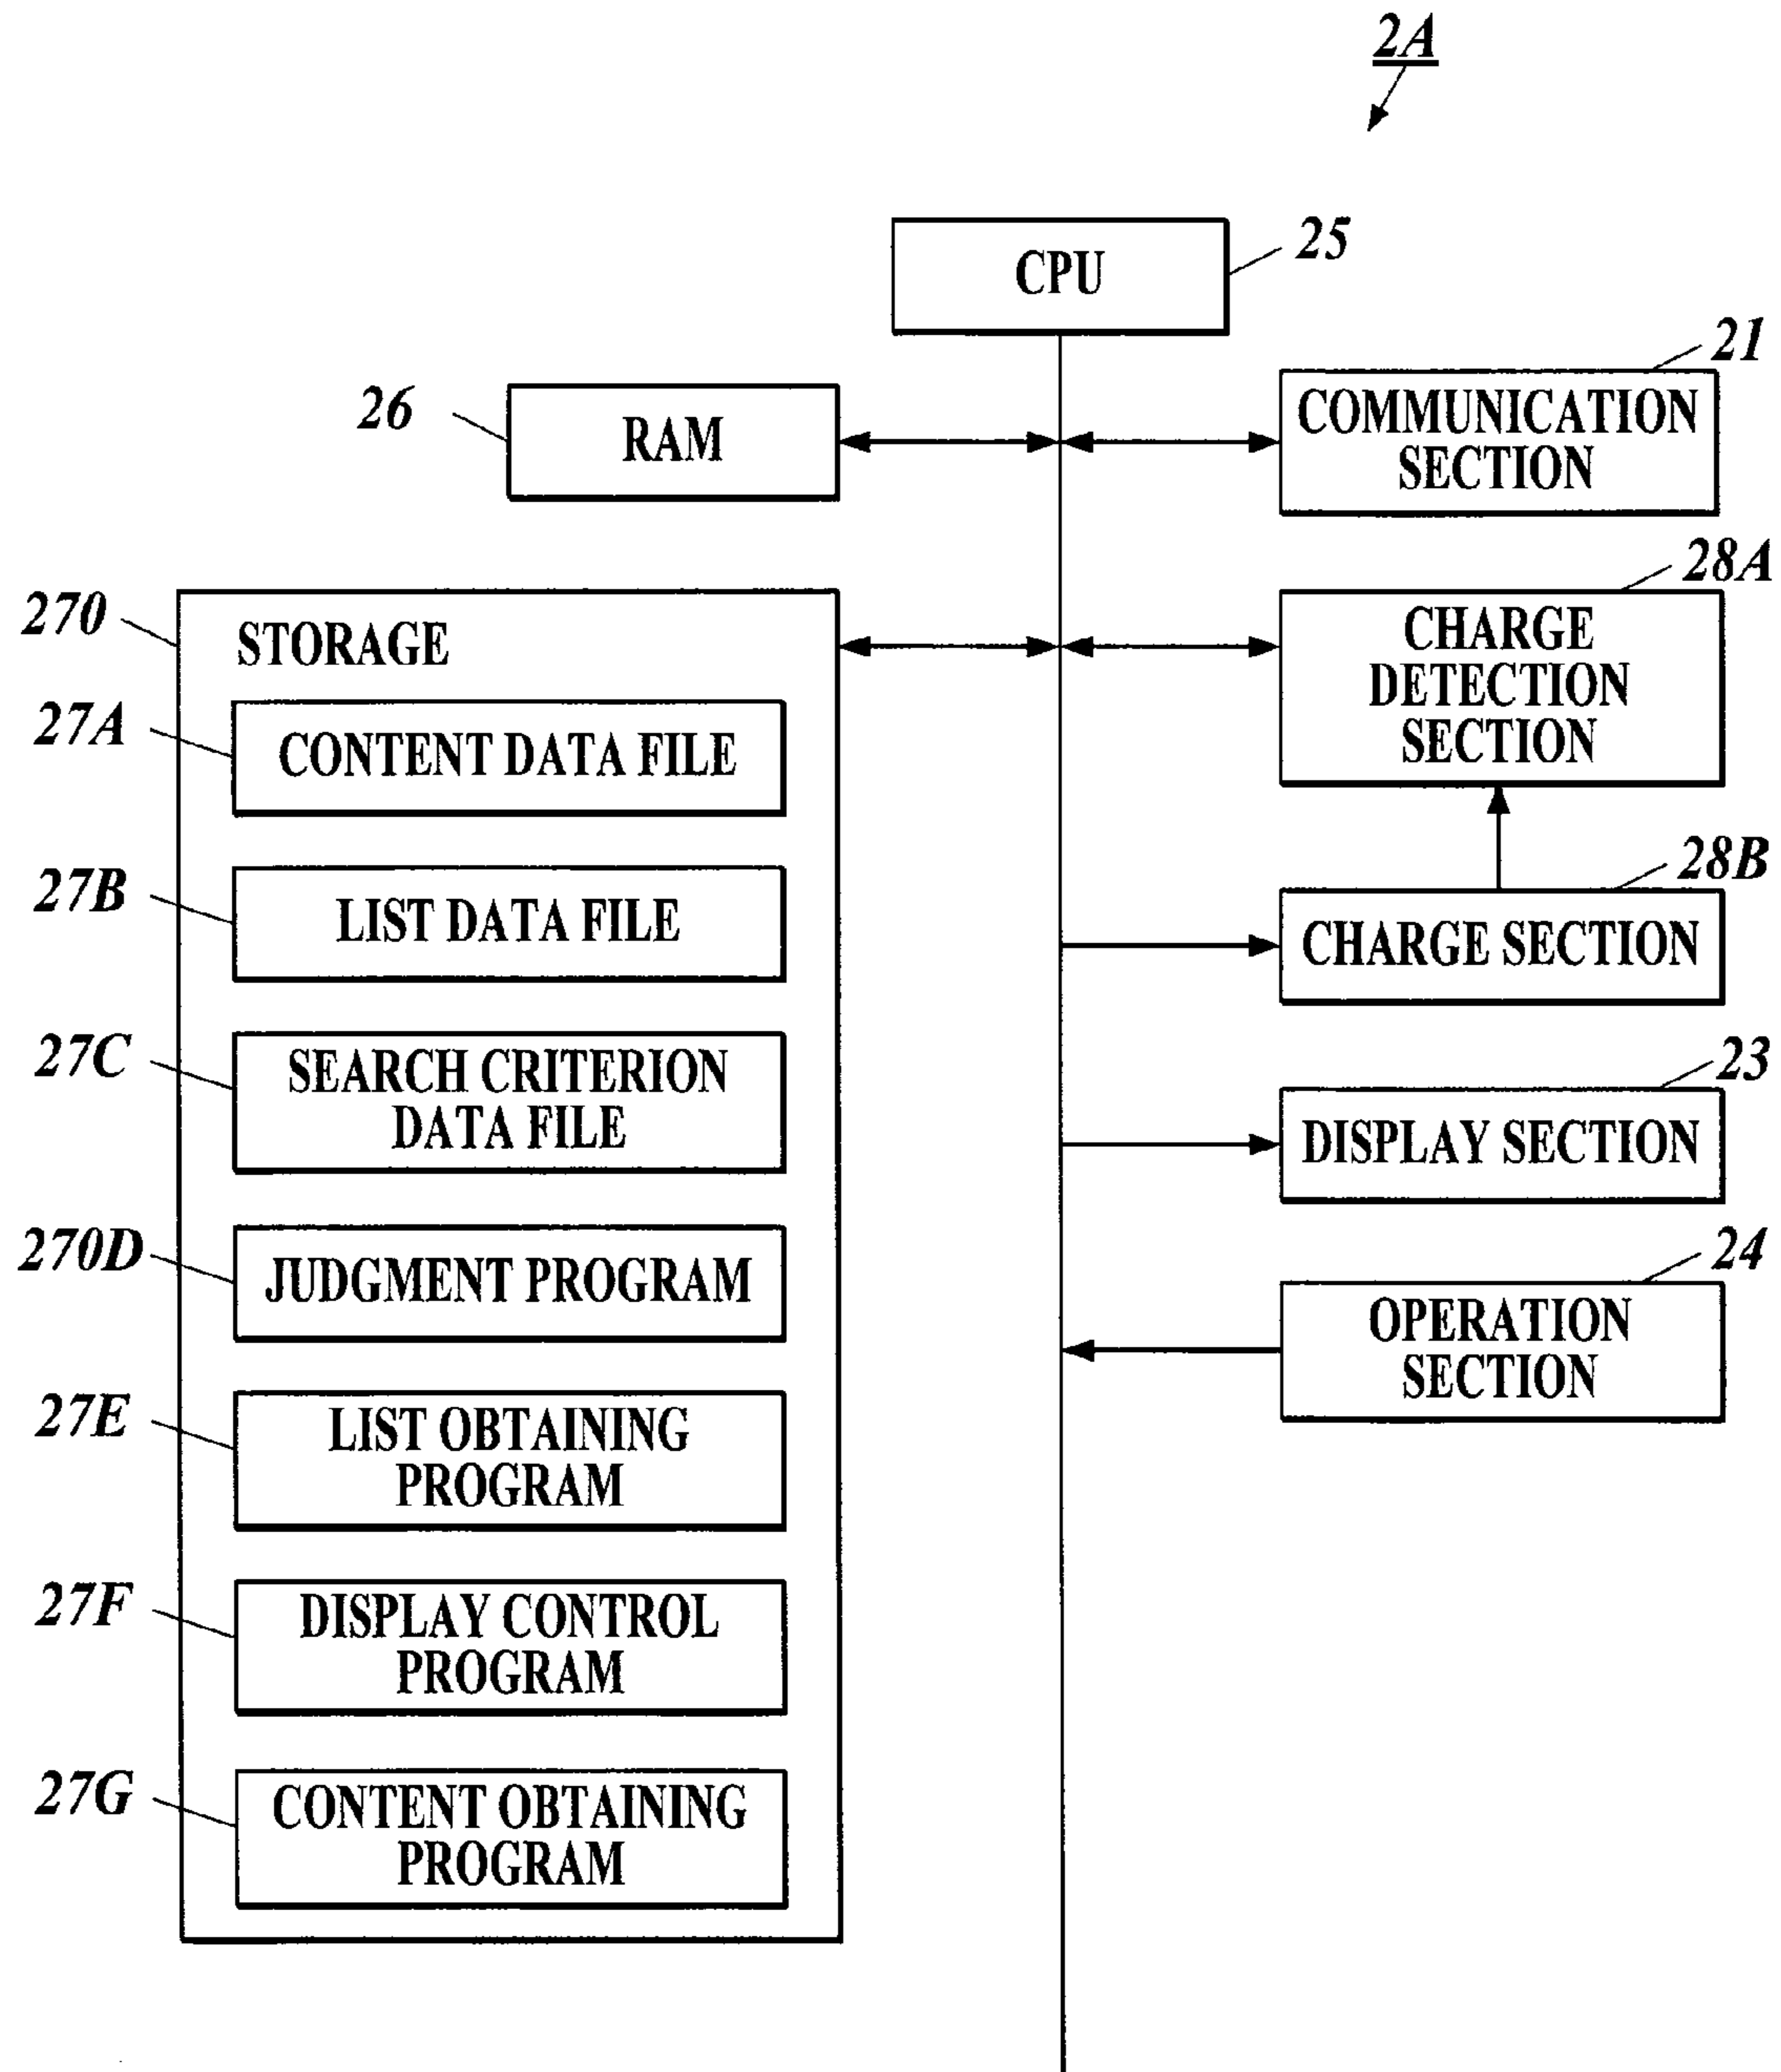 2A
CPU
25
26
RAM
21
COMMUNICATION
SECTION
270
STORAGE
27A
CONTENT DATA FILE
27B
LIST DATA FILE
27C
SEARCH CRITERION
DATA FILE
270D
JUDGMENT PROGRAM
27E
LIST OBTAINING
PROGRAM
27F
DISPLAY CONTROL
PROGRAM
27G
CONTENT OBTAINING
PROGRAM
28A
CHARGE
DETECTION
SECTION
28B
CHARGE SECTION
23
DISPLAY SECTION
24
OPERATION
SECTION